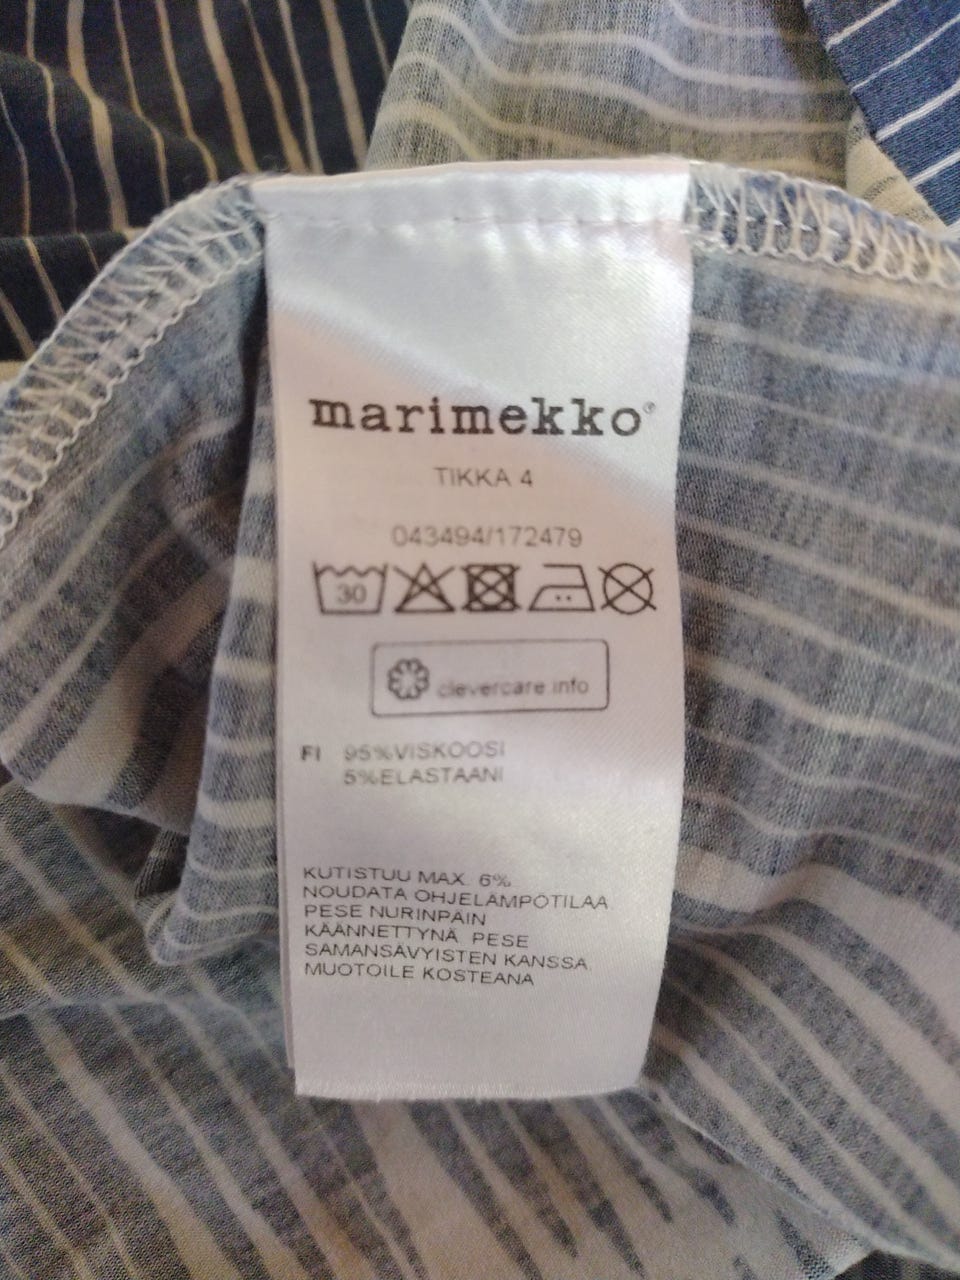 marimekko®
TIKKA 4
043494/172479
30
clevercare.info
FI 95%VISKOOSI
5%ELASTAANI
KUTISTUU MAX. 6%.
NOUDATA OHJELÄMPÖTILAA.
PESE NURINPÄIN
KÄÄNNETTYNÄ. PESE
SAMANSÄVYISTEN KANSSA.
MUOTOILE KOSTEANA